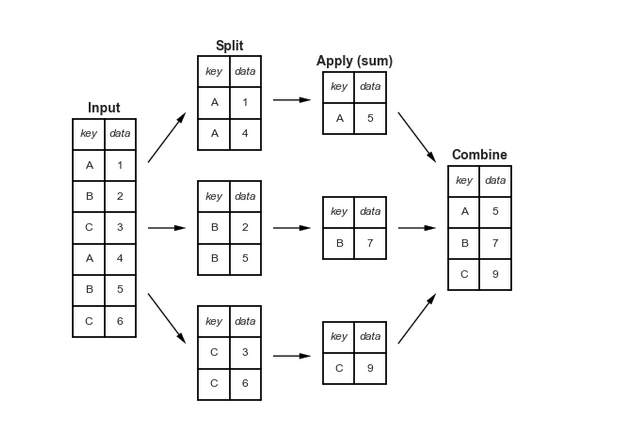 Input
key data
A 1
B 2
C 3
A 4
B 5
C 6
Split
key data
A 1
A 4
key data
B 2
B 5
key data
C 3
C 6
Apply (sum)
key data
A 5
key data
B 7
key data
C 9
Combine
key data
A 5
B 7
C 9